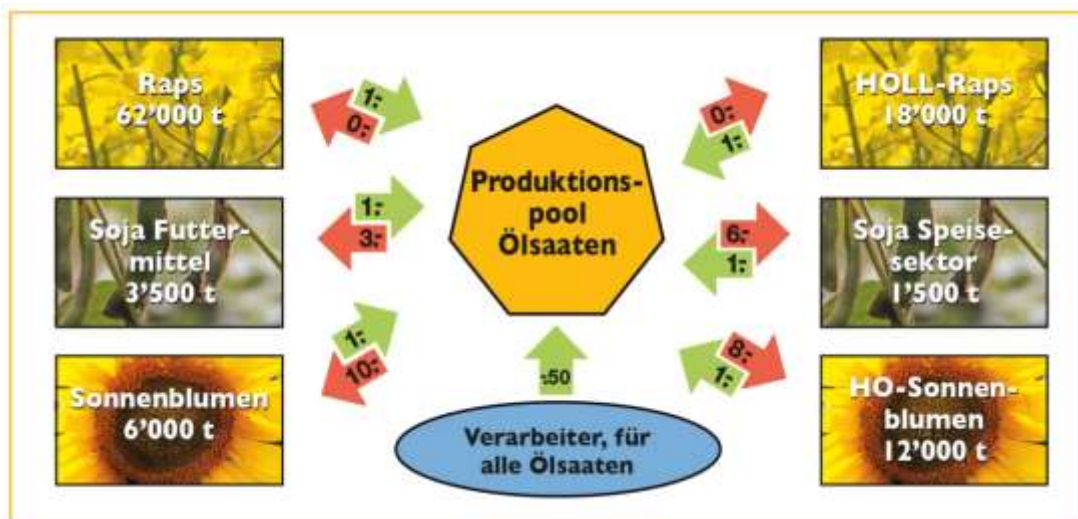 Raps
62'000 t
1.-
0.-
Soja Futter-
mittel
3'500 t
1.-
3.-
Sonnenblumen
6'000 t
1.-
10.-
Produktions-
pool
Ölsaaten
-.50
Verarbeiter, für
alle Ölsaaten
0.-
1.-
HOLL-Raps
18'000 t
6.-
1.-
Soja Speise-
sektor
1'500 t
8.-
1.-
HO-Sonnen-
blumen
12'000 t